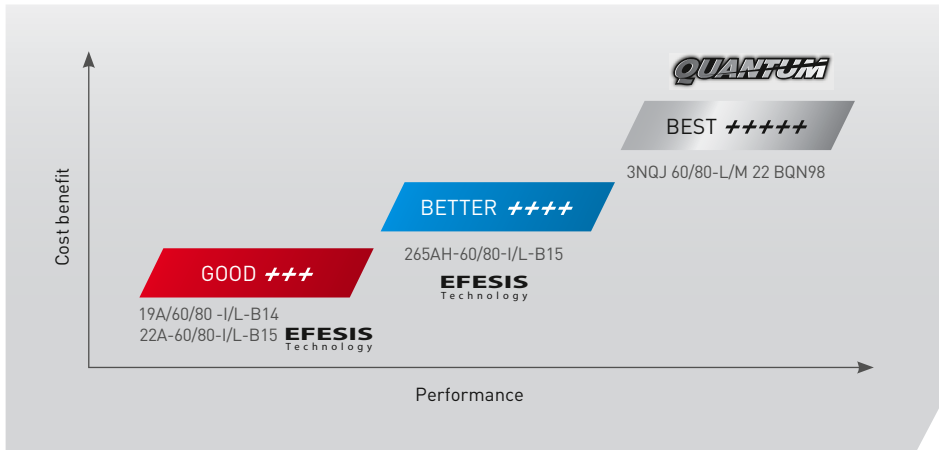 QUANTUM
BEST +++++
3NQJ 60/80-L/M 22 BQN98
BETTER ++++
265AH-60/80-I/L-B15
EFESIS
Technology
GOOD +++
19A/60/80 -I/L-B14
22A-60/80-I/L-B15 EFESIS
Technology
Cost benefit
Performance